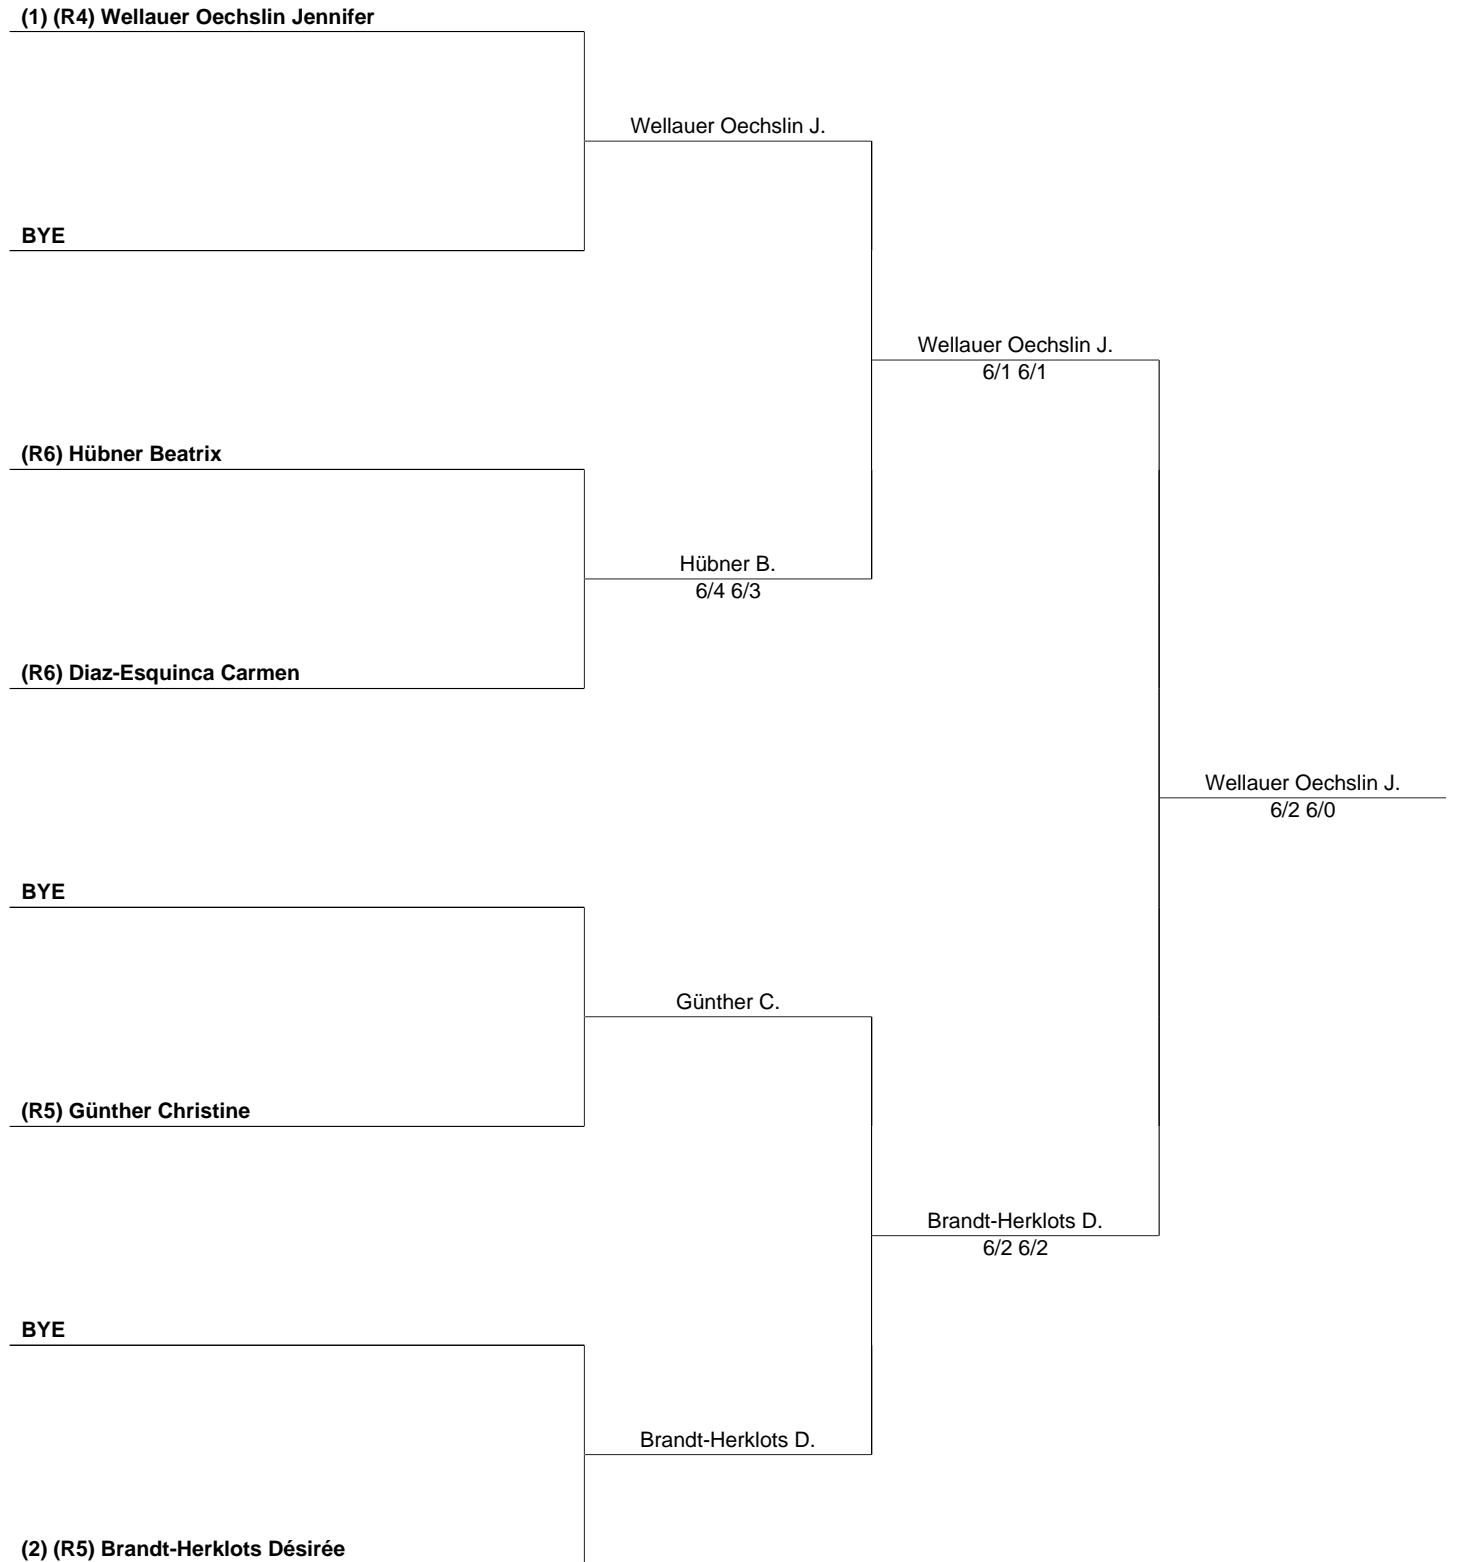 (1) (R4) Wellauer Oechslin Jennifer
Wellauer Oechslin J.
BYE
Wellauer Oechslin J.
6/1 6/1
(R6) Hübner Beatrix
Hübner B.
6/4 6/3
(R6) Diaz-Esquinca Carmen
Wellauer Oechslin J.
6/2 6/0
BYE
Günther C.
(R5) Günther Christine
Brandt-Herklots D.
6/2 6/2
BYE
Brandt-Herklots D.
(2) (R5) Brandt-Herklots Désirée